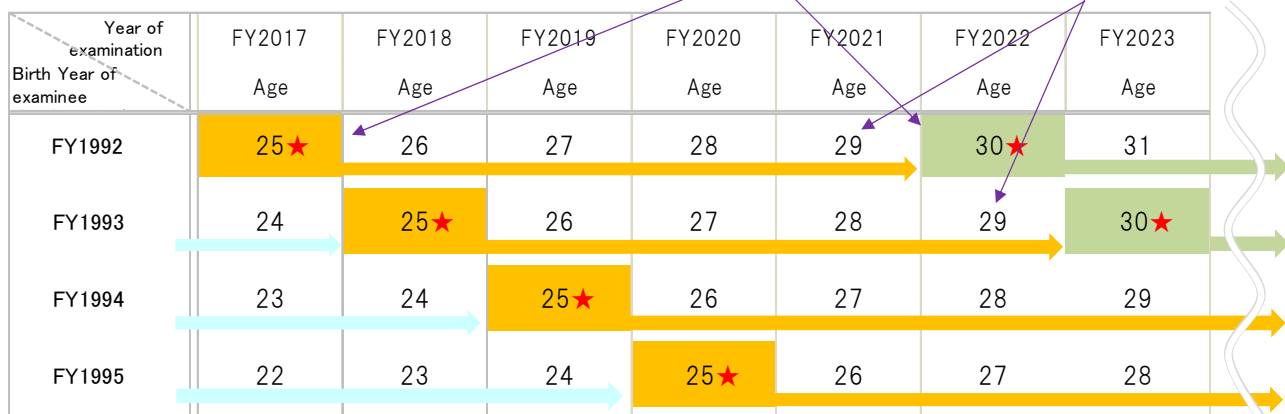 Year of examination FY2017 FY2018 FY2019 FY2020 FY2021 FY2022 FY2023
Birth Year of examinee Age Age Age Age Age Age Age
FY1992 25★ 26 27 28 29 30★ 31
FY1993 24 25★ 26 27 28 29 30★
FY1994 23 24 25★ 26 27 28 29
FY1995 22 23 24 25★ 26 27 28